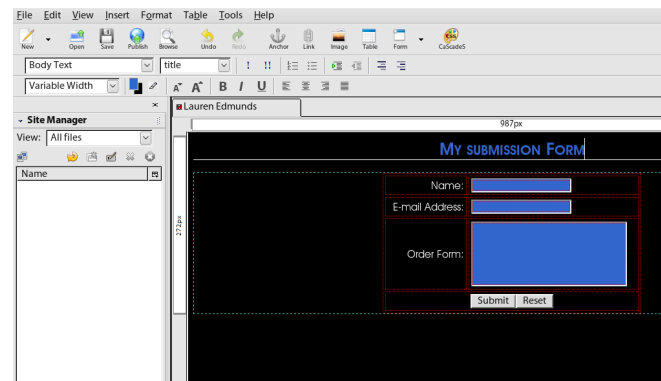 File Edit View Insert Format Table Tools Help
New Open Save Publish Browse Undo Redo Anchor Link Image Table Form CaScadeS
Body Text title ! !!
Variable Width A A B I U
Lauren Edmunds
Site Manager
987px
View: All files
My submission Form
Name
Name:
E-mail Address:
272px
Order Form:
Submit Reset